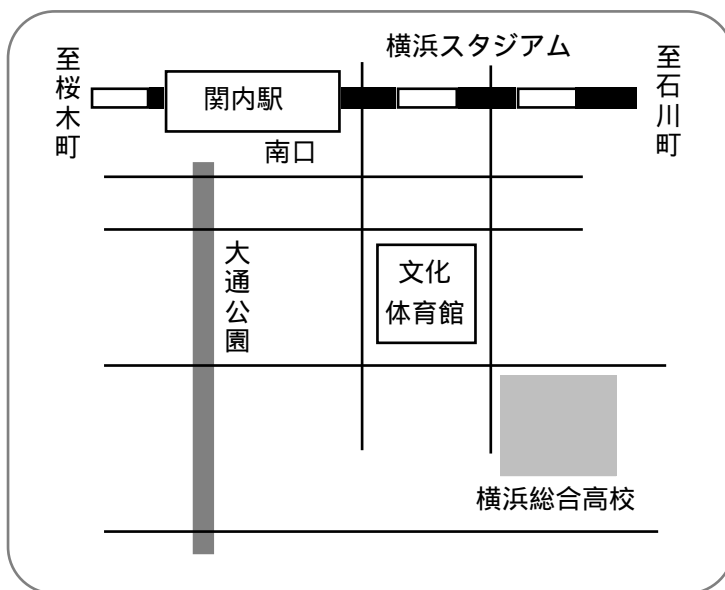 横浜スタジアム
至桜木町
関内駅
至石川町
南口
大通公園
文化
体育館
横浜総合高校